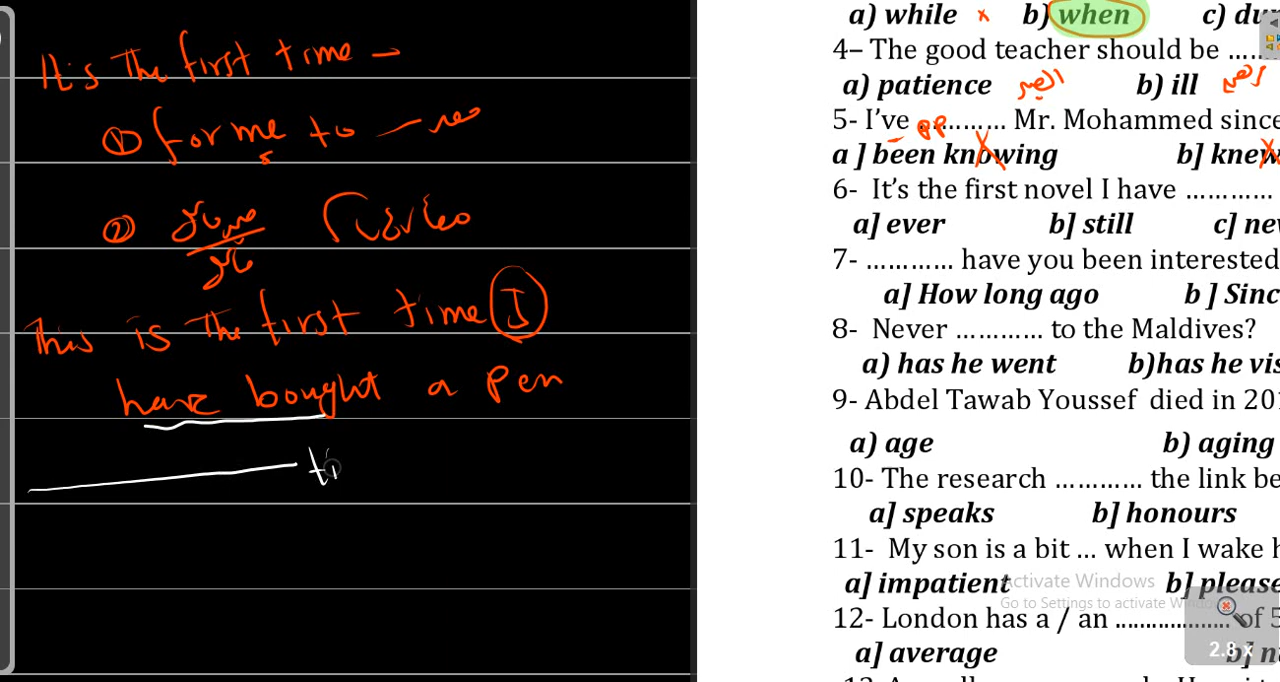 It's the first time –
① for me to
②
This is the first time I
have bought a Pen
ti
a) while x b) when c) du
4– The good teacher should be ......
a) patience الصبر b) ill
5- I've ............ Mr. Mohammed since
a ] been knowing b] knew
6- It's the first novel I have …………
a] ever b] still c] ne
7- ………… have you been interested
a] How long ago b ] Sinc
8- Never ………… to the Maldives?
a) has he went b)has he vis
9- Abdel Tawab Youssef died in 201
a) age b) aging
10- The research ………… the link be
a] speaks b] honours
11- My son is a bit … when I wake h
a] impatient b] please
Activate Windows
Go to Settings to activate W
12- London has a / an .................... of 5
a] average b] n
2.8 x